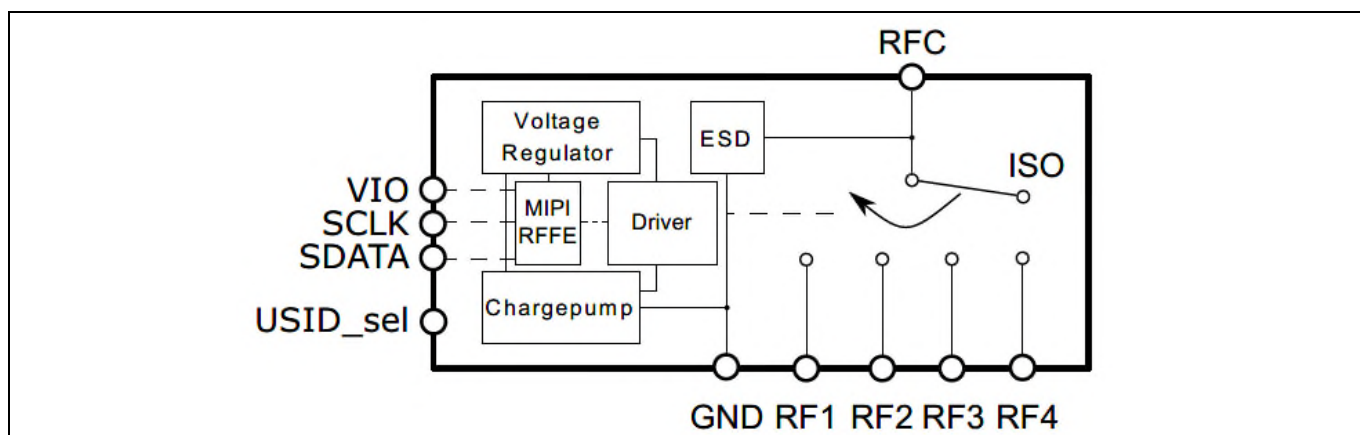 RFC
Voltage
Regulator
ESD
ISO
VIO
SCLK
SDATA
MIPI
RFFE
Driver
Chargepump
USID_sel
GND RF1 RF2 RF3 RF4